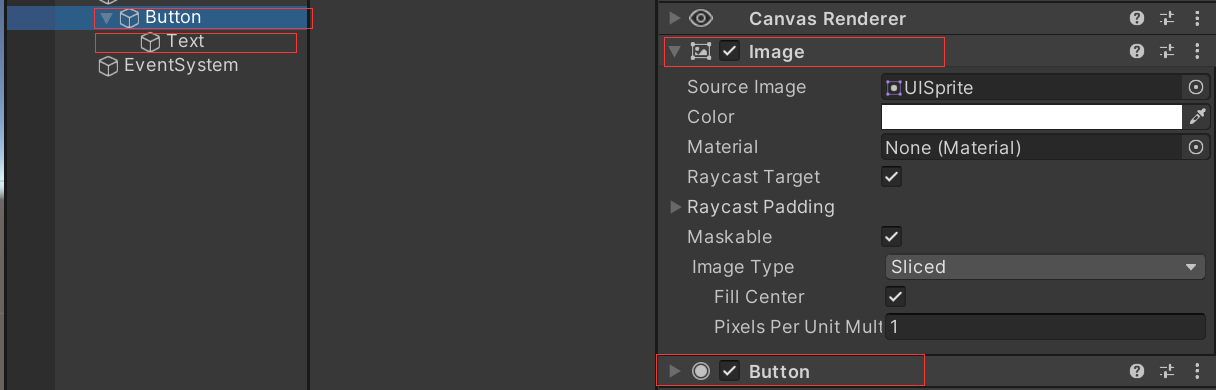 Button
Text
EventSystem
Canvas Renderer
Image
Source Image UISprite
Color
Material None (Material)
Raycast Target
Raycast Padding
Maskable
Image Type Sliced
Fill Center
Pixels Per Unit Mult 1
Button